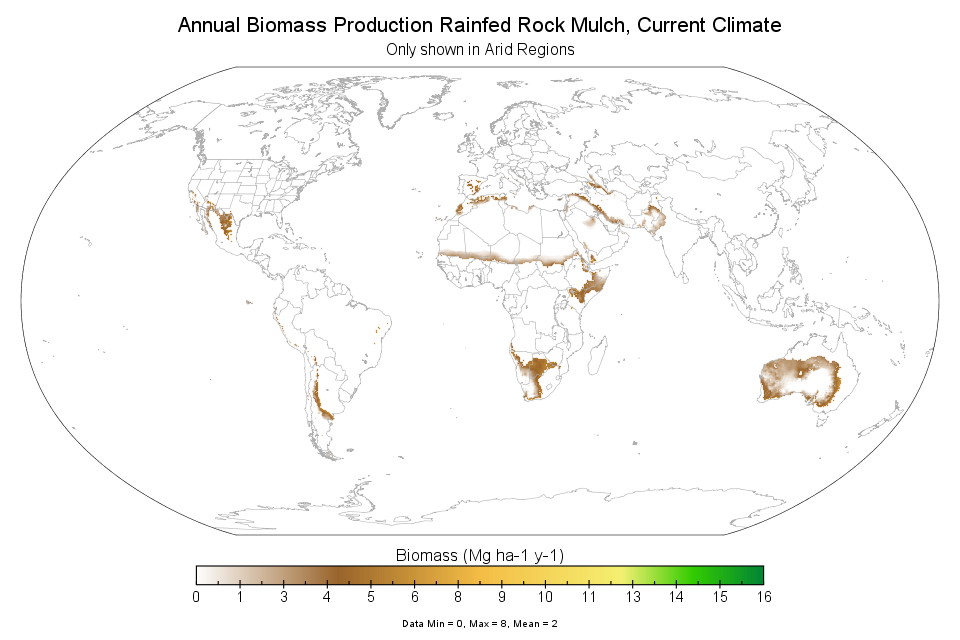 Annual Biomass Production Rainfed Rock Mulch, Current Climate
Only shown in Arid Regions
Biomass (Mg ha-1 y-1)
0 1 3 4 5 6 8 9 10 11 13 14 15 16
Data Min = 0, Max = 8, Mean = 2